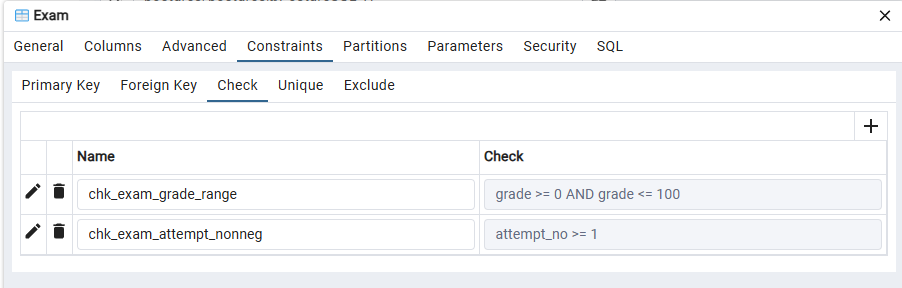 Exam
General Columns Advanced Constraints Partitions Parameters Security SQL
Primary Key Foreign Key Check Unique Exclude
Name Check
chk_exam_grade_range grade >= 0 AND grade <= 100
chk_exam_attempt_nonneg attempt_no >= 1